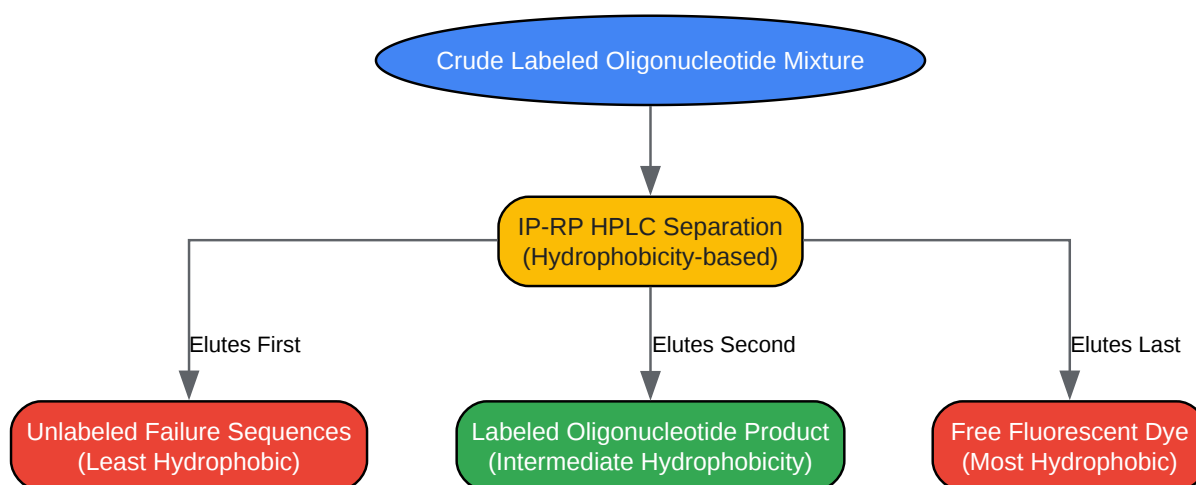 Crude Labeled Oligonucleotide Mixture
IP-RP HPLC Separation
(Hydrophobicity-based)
Elutes First
Elutes Second
Elutes Last
Unlabeled Failure Sequences
(Least Hydrophobic)
Labeled Oligonucleotide Product
(Intermediate Hydrophobicity)
Free Fluorescent Dye
(Most Hydrophobic)